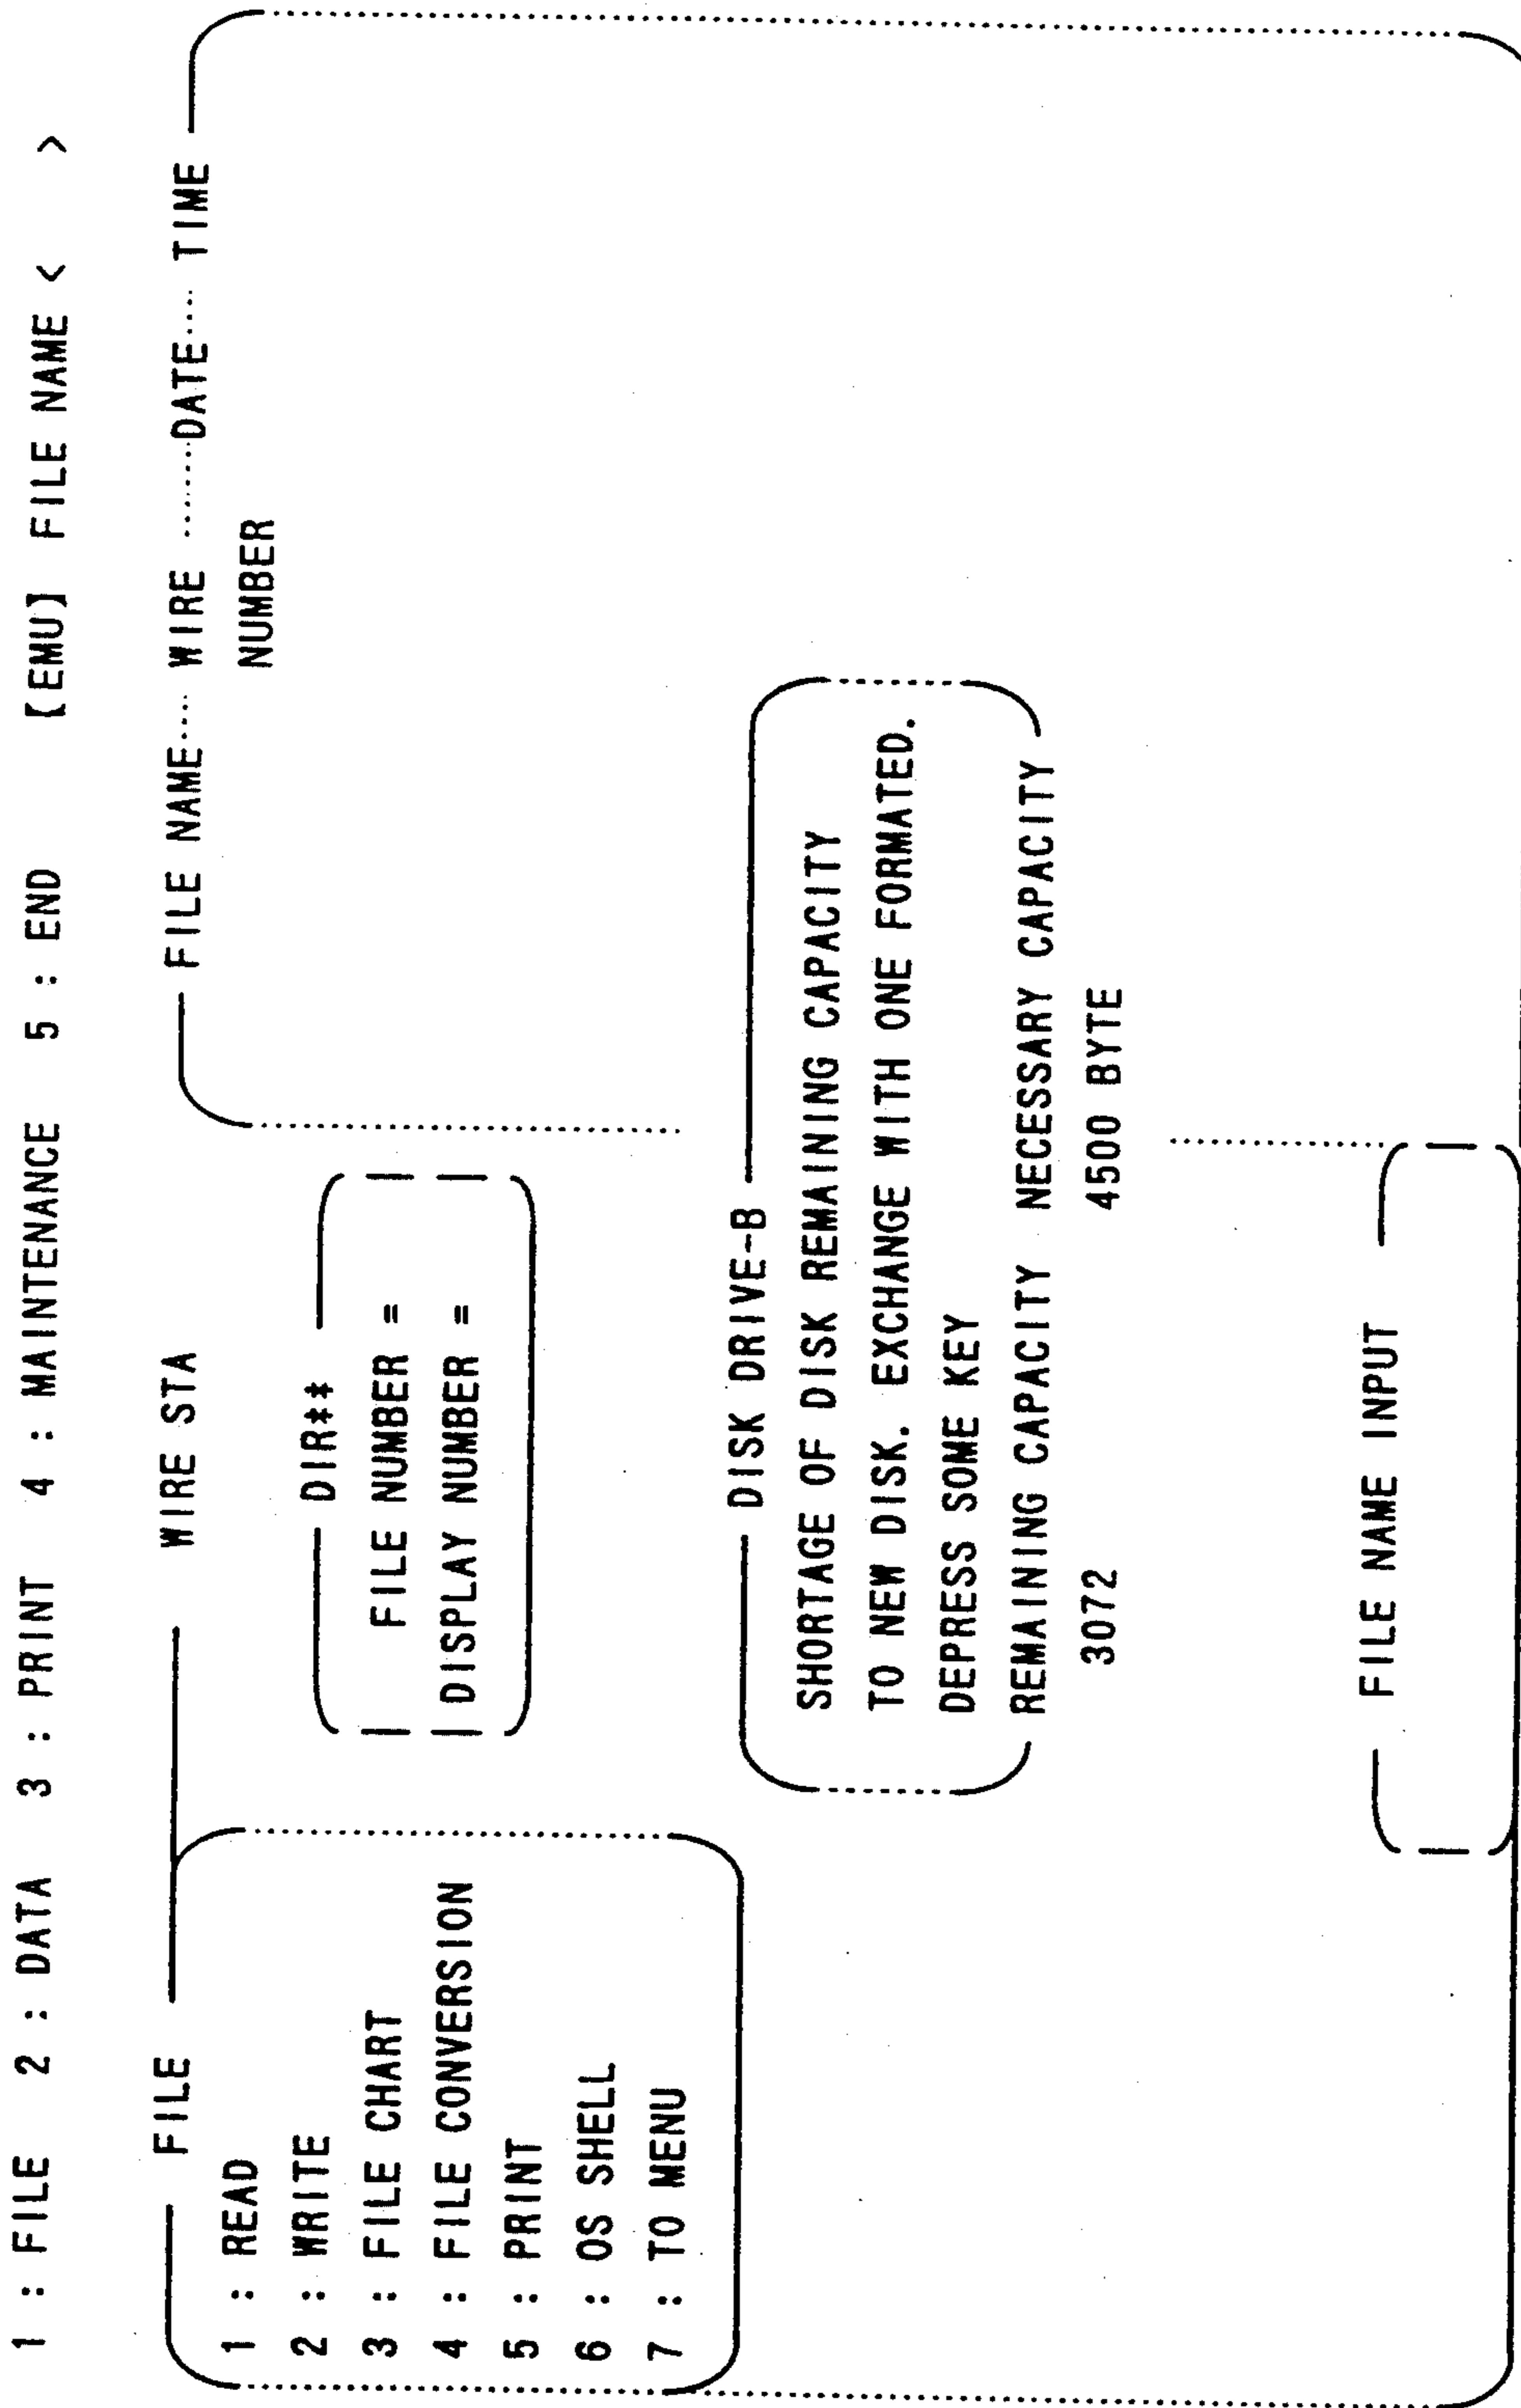 1 : FILE 2 : DATA 3 : PRINT 4 : MAINTENANCE 5 : END [EMU] FILE NAME < >
FILE
1 : READ
2 : WRITE
3 : FILE CHART
4 : FILE CONVERSION
5 : PRINT
6 : OS SHELL
7 : TO MENU
WIRE STA
DIR**
FILE NUMBER =
DISPLAY NUMBER =
FILE NAME WIRE DATE TIME
NUMBER
DISK DRIVE-B
SHORTAGE OF DISK REMAINING CAPACITY
TO NEW DISK. EXCHANGE WITH ONE FORMATED.
DEPRESS SOME KEY
REMAINING CAPACITY NECESSARY CAPACITY
3072 4500 BYTE
FILE NAME INPUT